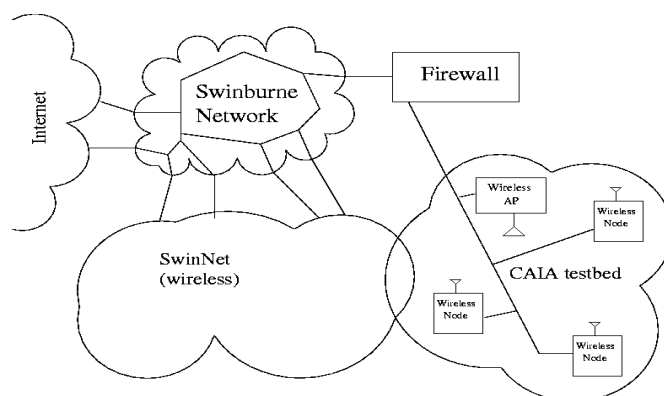 Internet
Swinburne
Network
Firewall
Wireless
AP
Wireless
Node
SwinNet
(wireless)
CAIA testbed
Wireless
Node
Wireless
Node